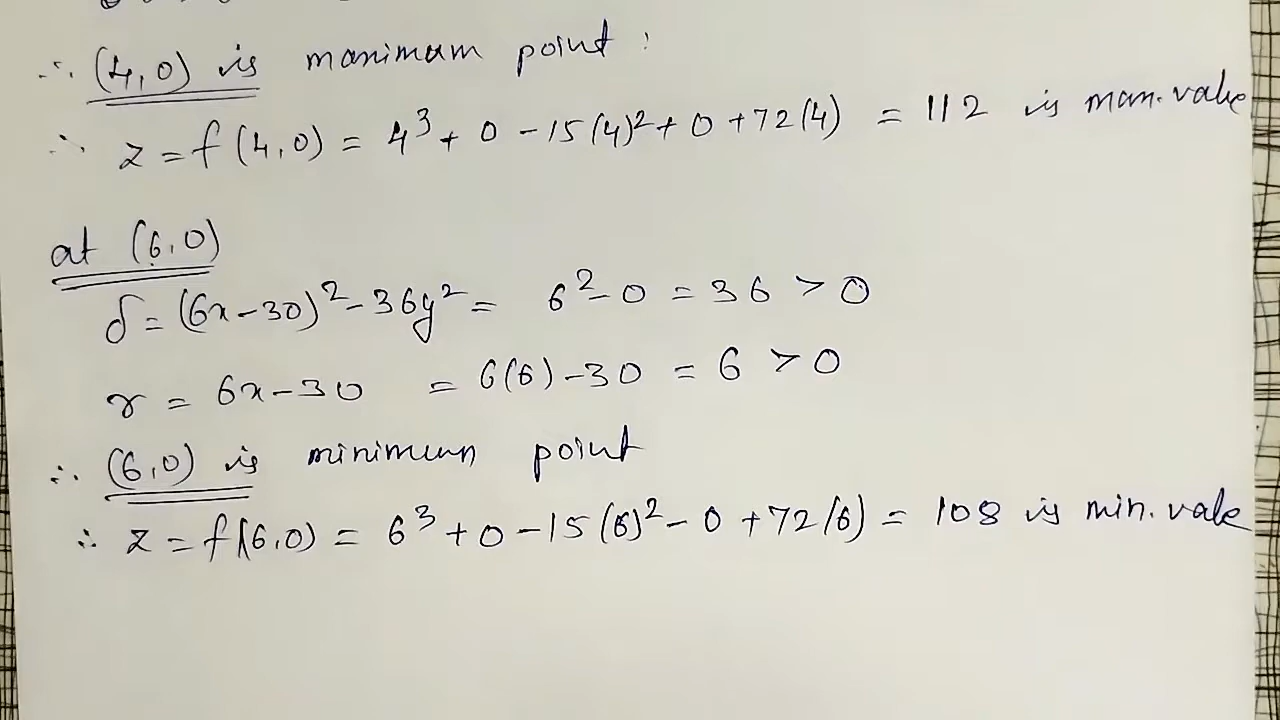 ∴ (4,0) is maximum point:
∴ z = f(4,0) = 4³ + 0 - 15(4)² + 0 + 72(4) = 112 is max. value
at (6,0)
δ = (6x-30)² - 36y² = 6² - 0 = 36 > 0
r = 6x-30 = 6(6)-30 = 6 > 0
∴ (6,0) is minimum point
∴ z = f(6,0) = 6³ + 0 - 15(6)² - 0 + 72(6) = 108 is min. vale